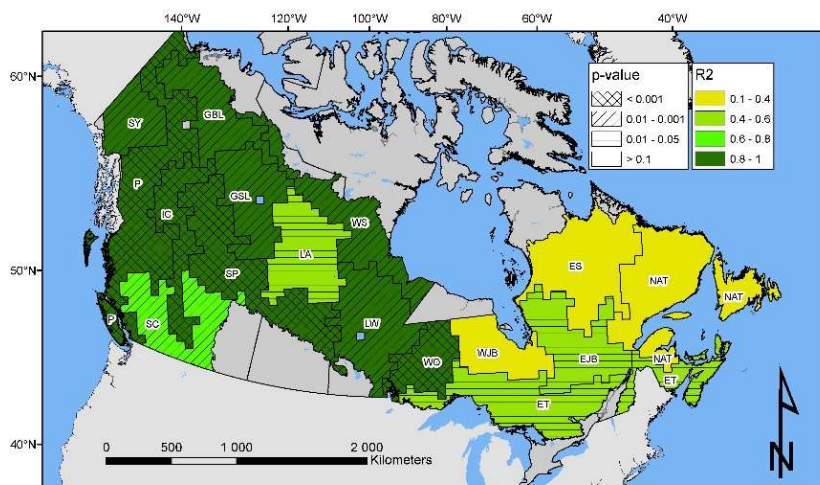 140°W 120°W 100°W 80°W 60°W 40°W
60°N
50°N
40°N
p-value
< 0.001
0.01 - 0.001
0.01 - 0.05
> 0.1
R2
0.1 - 0.4
0.4 - 0.6
0.6 - 0.8
0.8 - 1
SY
GBL
P
IC
GSL
WS
LA
SP
ES
NAT
NAT
P
SC
LW
WO
WJB
EJB
NAT
ET
ET
0 500 1 000 2 000
Kilometers
N